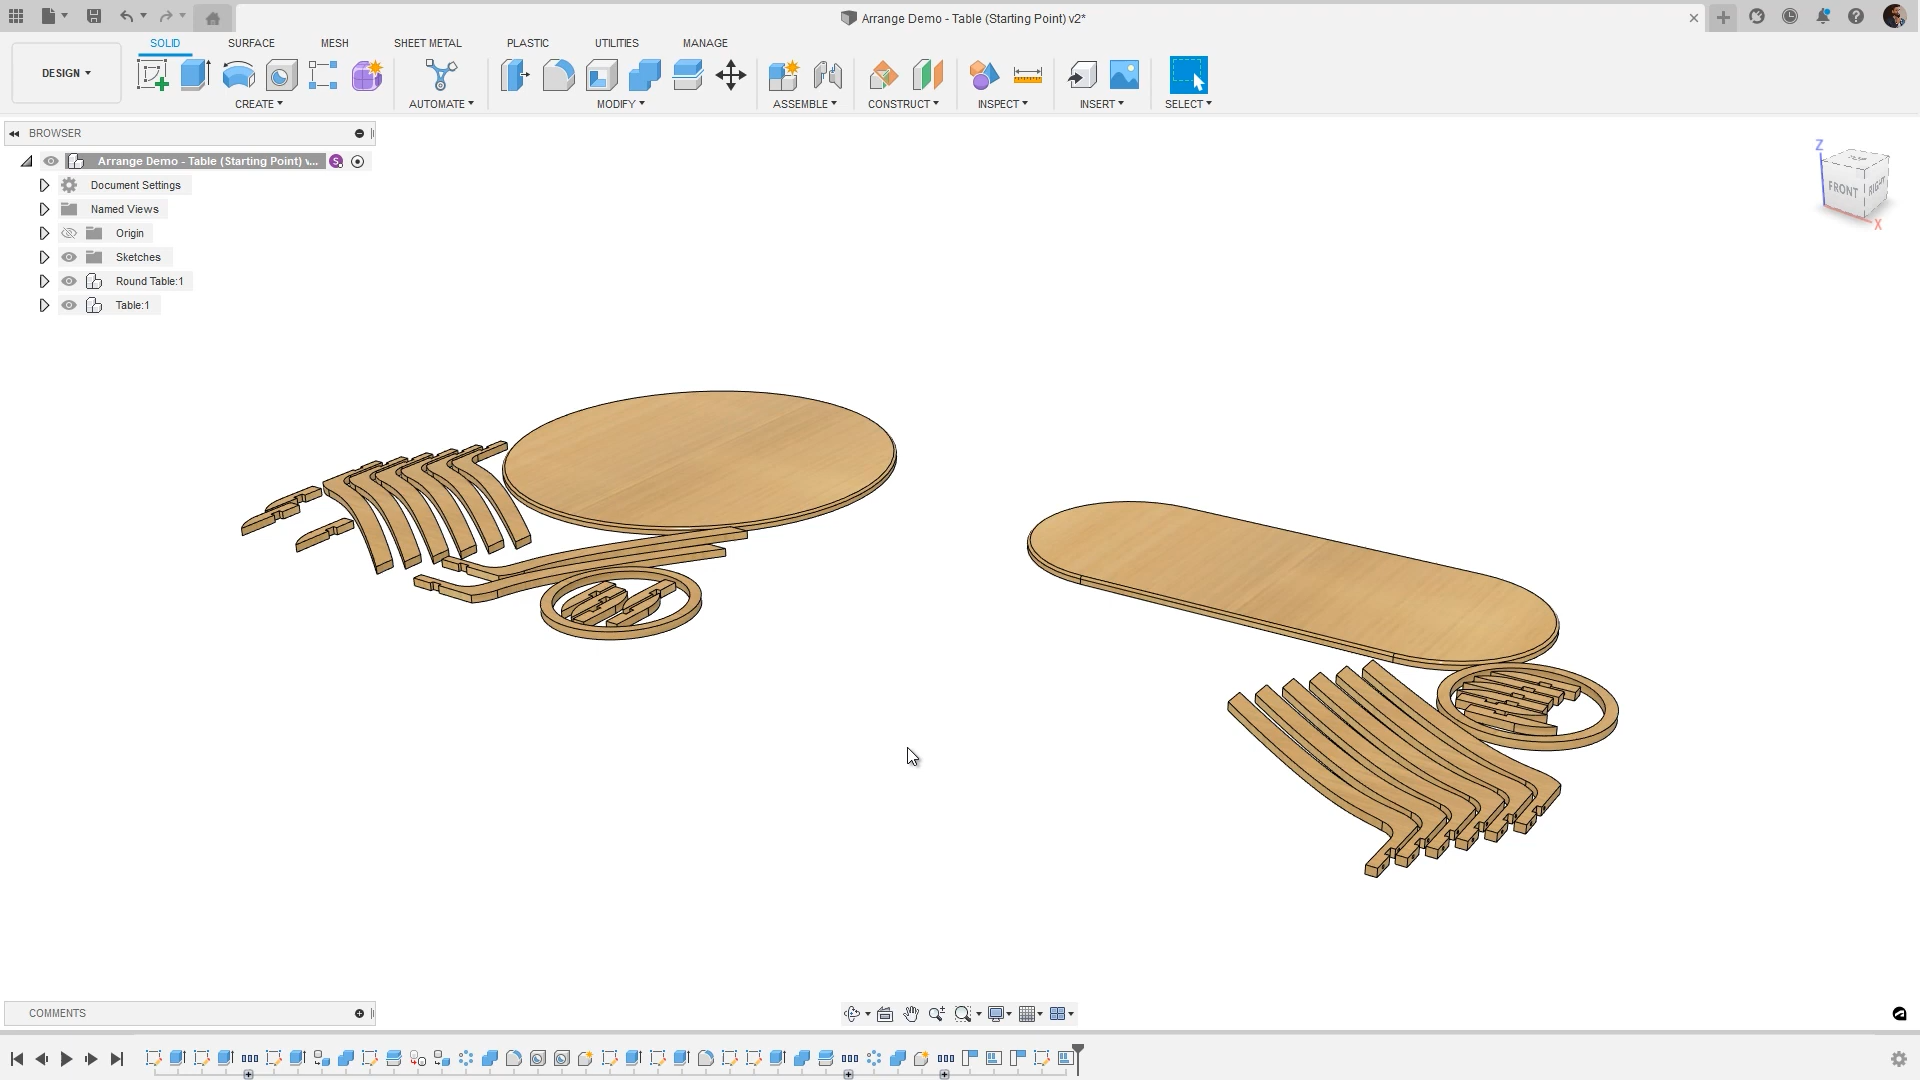 Arrange Demo - Table (Starting Point) v2*
DESIGN
SOLID
SURFACE
MESH
SHEET METAL
PLASTIC
UTILITIES
MANAGE
CREATE
AUTOMATE
MODIFY
ASSEMBLE
CONSTRUCT
INSPECT
INSERT
SELECT
BROWSER
Arrange Demo - Table (Starting Point) v...
S
Document Settings
Named Views
Origin
Sketches
Round Table:1
Table:1
Z
TOP
FRONT
RIGHT
X
COMMENTS